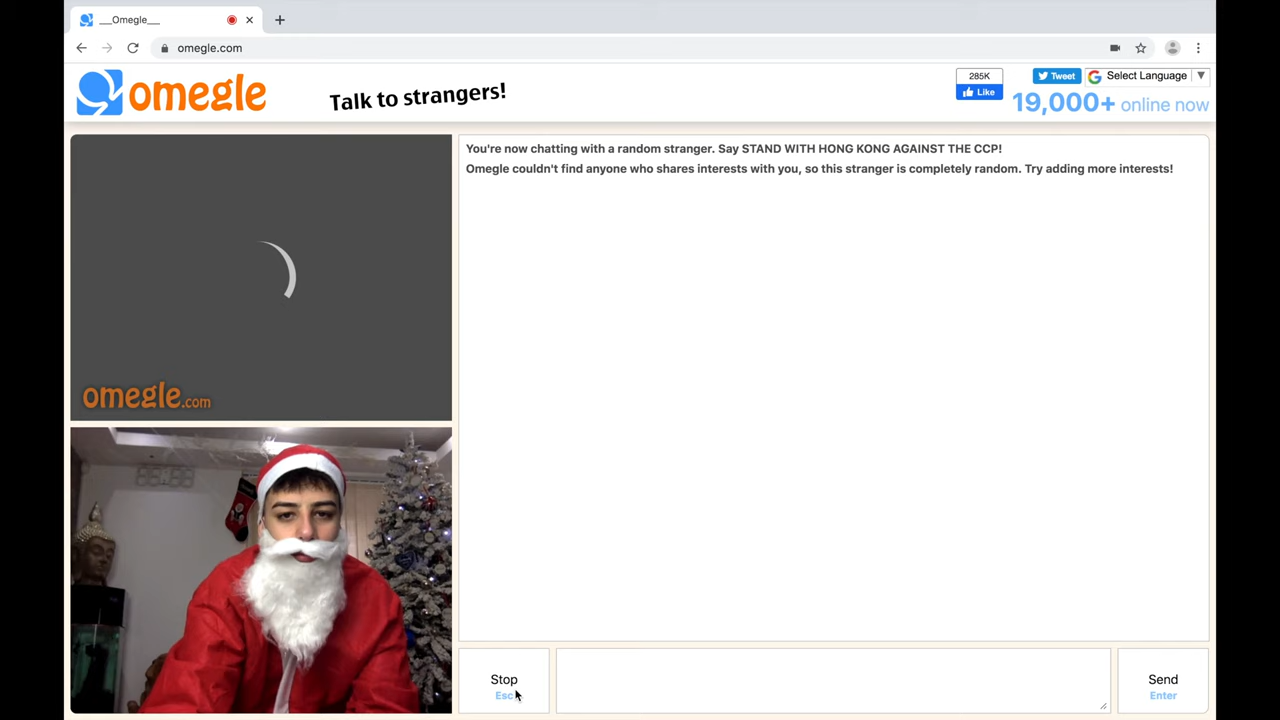 ___Omegle___
omegle.com
omegle
Talk to strangers!
285K
Like
Tweet
Select Language
19,000+ online now
You're now chatting with a random stranger. Say STAND WITH HONG KONG AGAINST THE CCP!
Omegle couldn't find anyone who shares interests with you, so this stranger is completely random. Try adding more interests!
omegle.com
Stop
Esc
Send
Enter